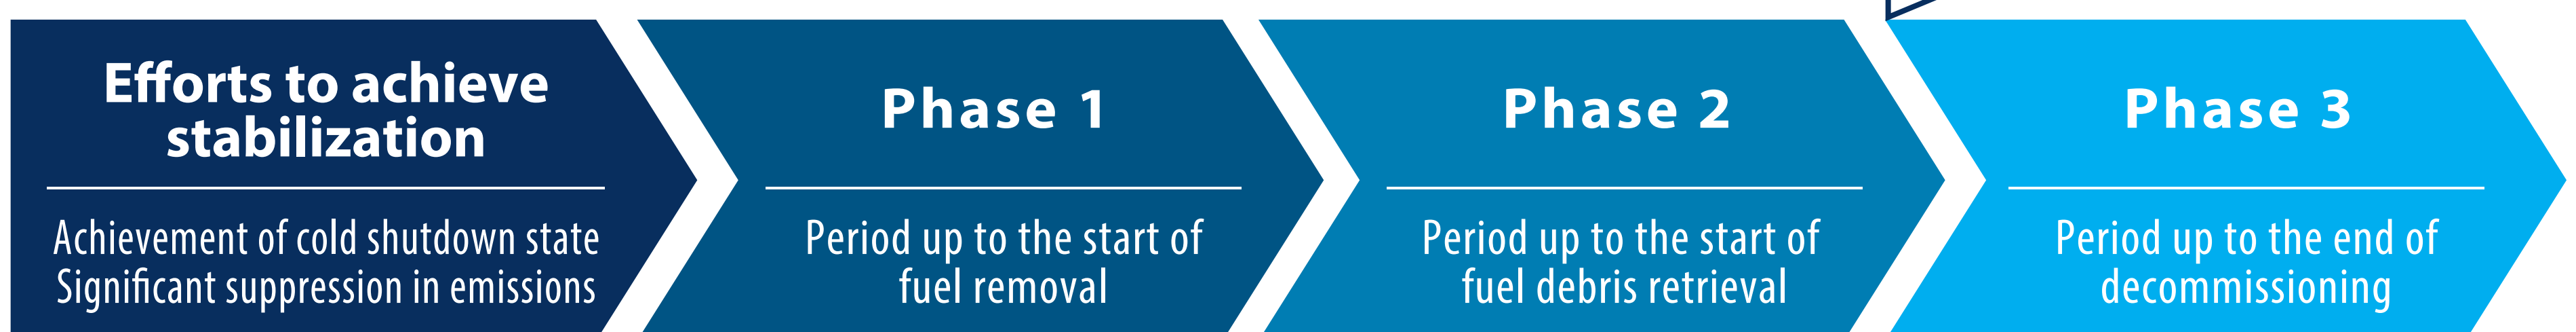 Efforts to achieve
stabilization
Achievement of cold shutdown state
Significant suppression in emissions
Phase 1
Period up to the start of
fuel removal
Phase 2
Period up to the start of
fuel debris retrieval
Phase 3
Period up to the end of
decommissioning